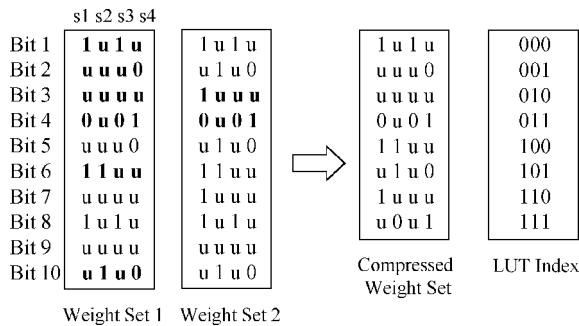 s1 s2 s3 s4
Bit 1 1 u 1 u 1 u 1 u 1 u 1 u 000
Bit 2 u u u 0 u 1 u 0 u u u 0 001
Bit 3 u u u u 1 u u u u u u u 010
Bit 4 0 u 0 1 0 u 0 1 0 u 0 1 011
Bit 5 u u u 0 u 1 u 0 1 1 u u 100
Bit 6 1 1 u u 1 1 u u u 1 u 0 101
Bit 7 u u u u 1 u u u 1 u u u 110
Bit 8 1 u 1 u 1 u 1 u u 0 u 1 111
Bit 9 u u u u u u u u
Bit 10 u 1 u 0 u 1 u 0
Compressed Weight Set LUT Index
Weight Set 1 Weight Set 2